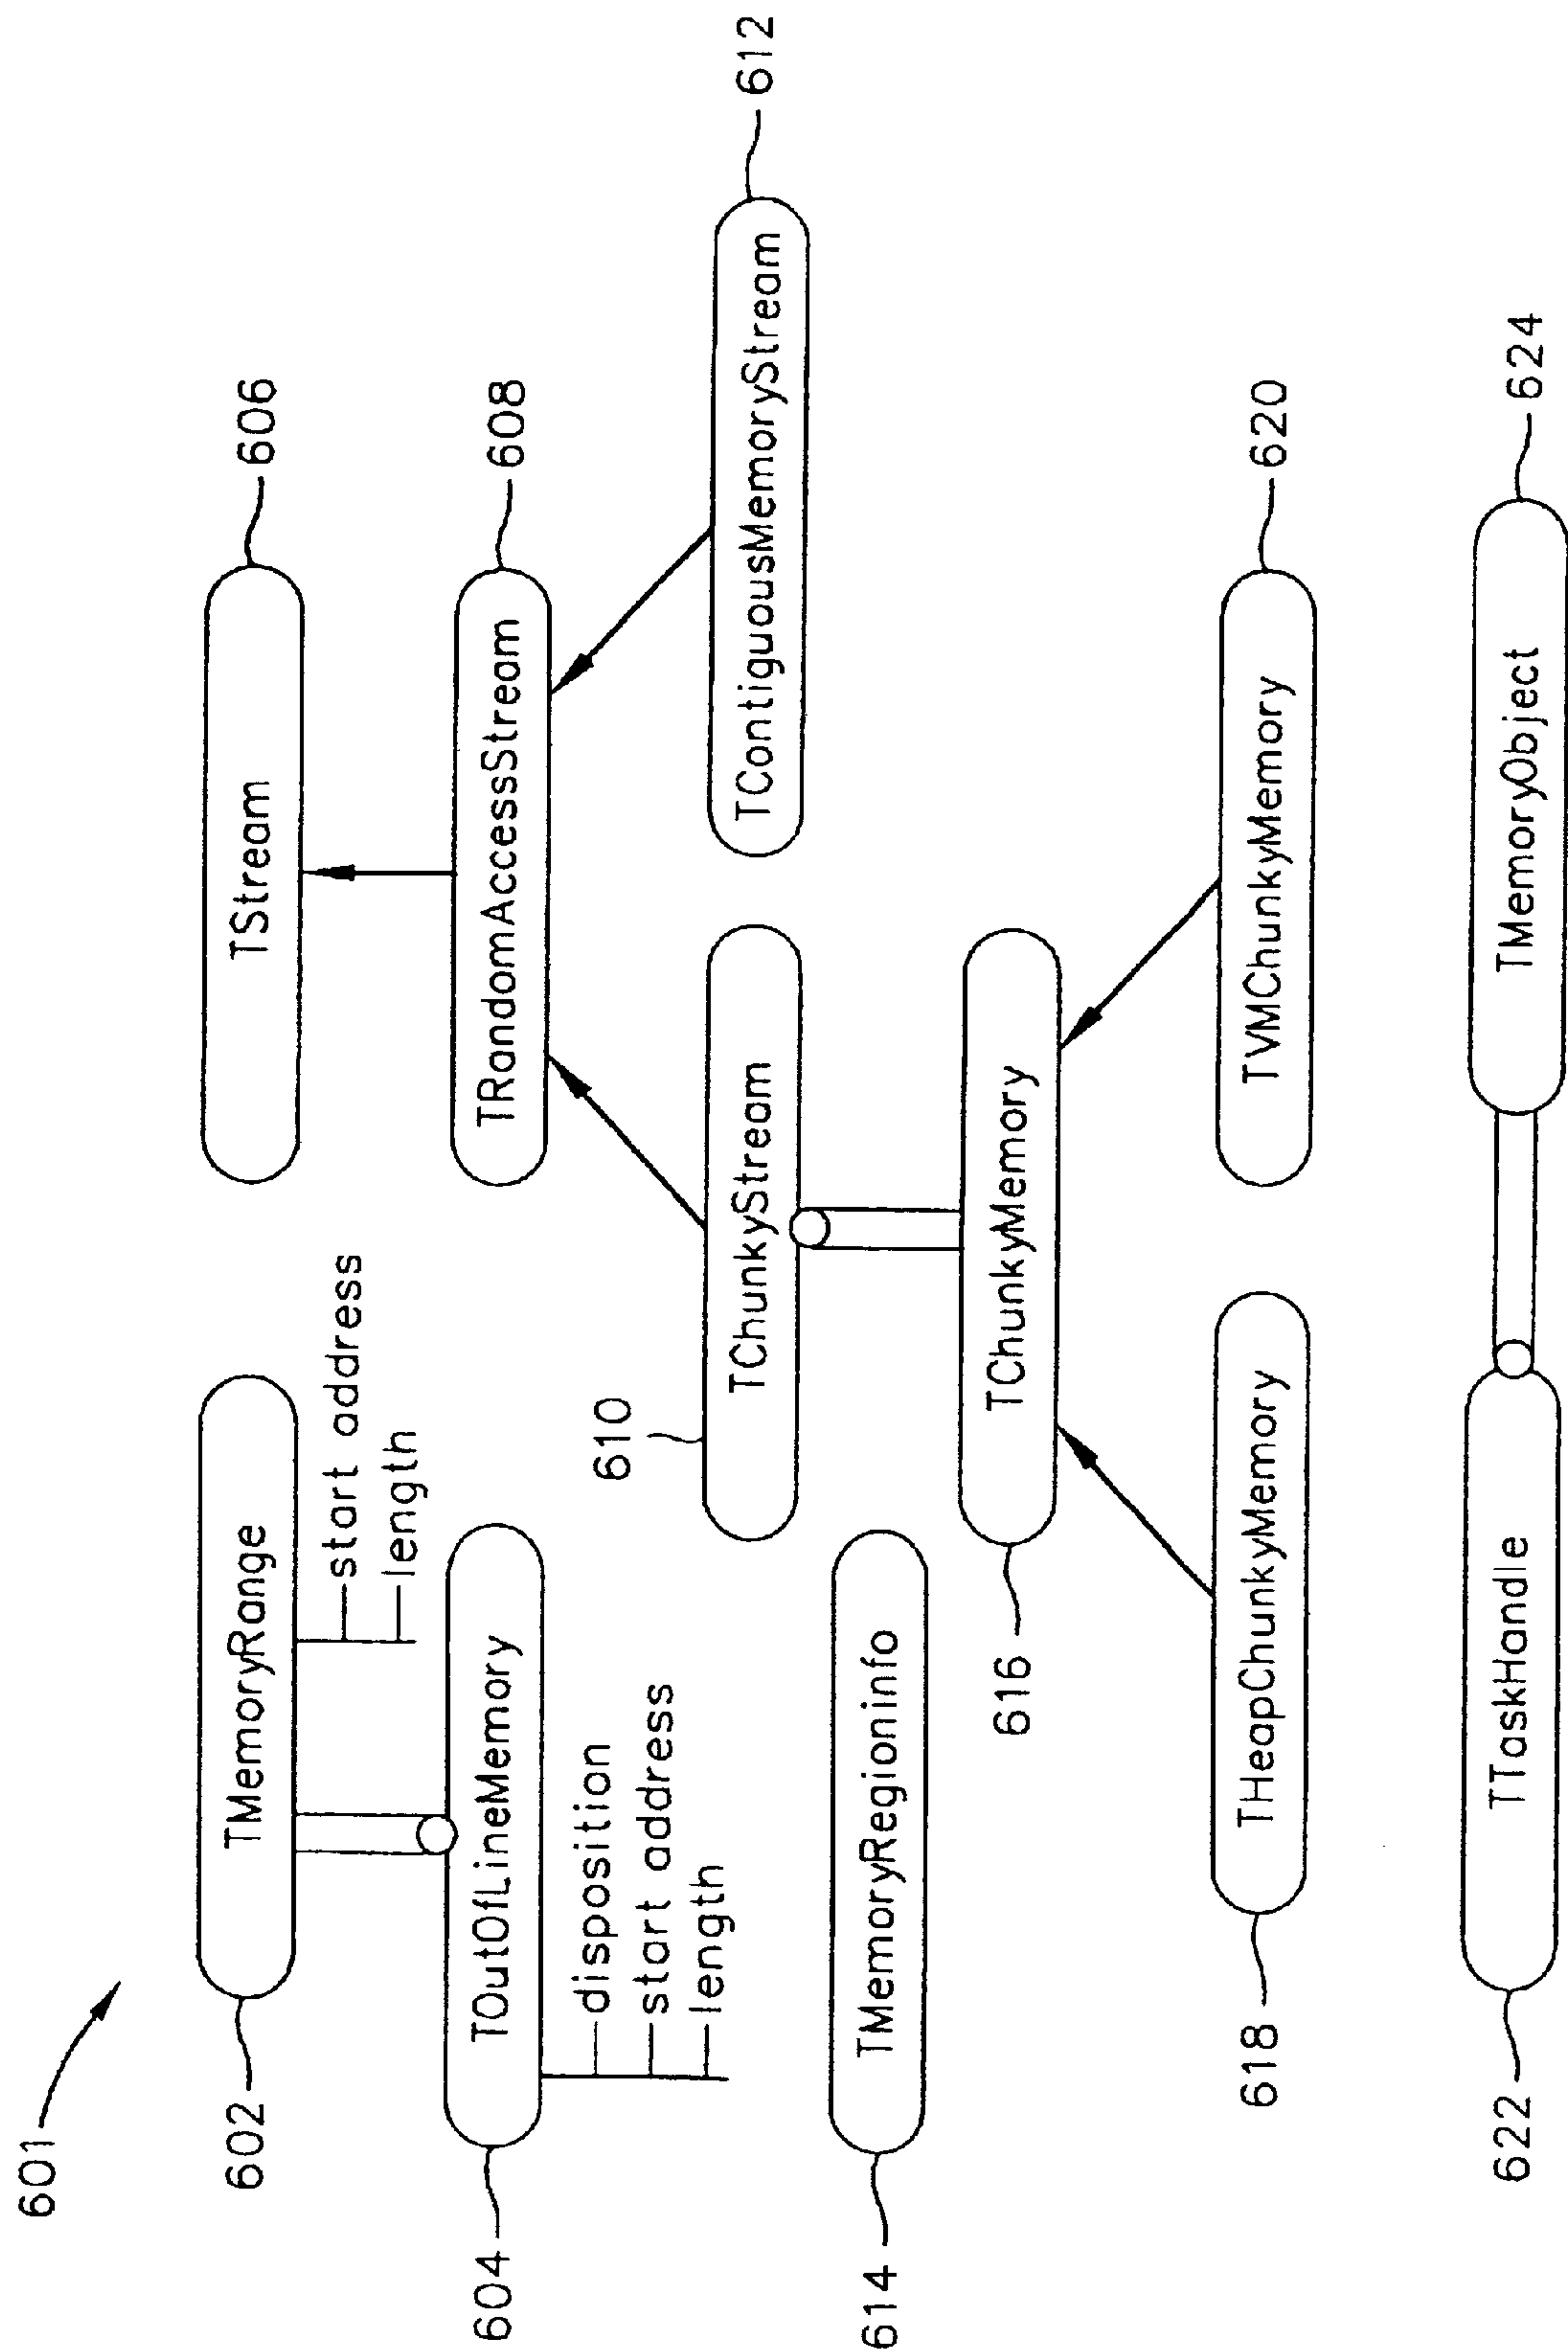 601
602
TMemoryRange
start address
length
TStream
606
604
TOutOfLineMemory
disposition
start address
length
TRandomAccessStream
608
610
TChunkyStream
TContiguousMemoryStream
612
614
TMemoryRegioninfo
616
TChunkyMemory
618
THeapChunkyMemory
TVMChunkyMemory
620
622
TTaskHandle
TMemoryObject
624